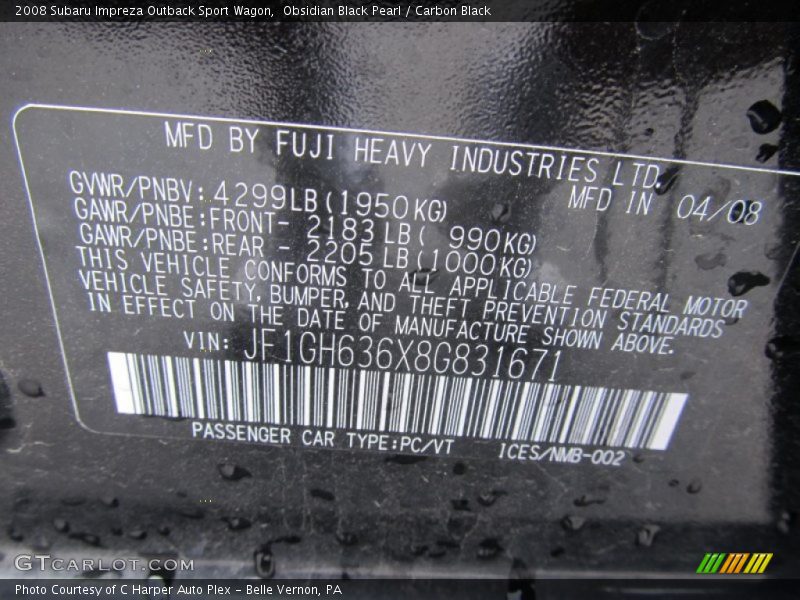 2008 Subaru Impreza Outback Sport Wagon, Obsidian Black Pearl / Carbon Black
MFD BY FUJI HEAVY INDUSTRIES LTD.
MFD IN 04/08
GVWR/PNBV:4299LB(1950KG)
GAWR/PNBE:FRONT- 2183LB( 990KG)
GAWR/PNBE:REAR - 2205LB(1000KG)
THIS VEHICLE CONFORMS TO ALL APPLICABLE FEDERAL MOTOR
VEHICLE SAFETY, BUMPER, AND THEFT PREVENTION STANDARDS
IN EFFECT ON THE DATE OF MANUFACTURE SHOWN ABOVE.
VIN: JF1GH636X8G831671
PASSENGER CAR TYPE:PC/VT ICES/NMB-002
GTCARLOT.COM
Photo Courtesy of C Harper Auto Plex - Belle Vernon, PA